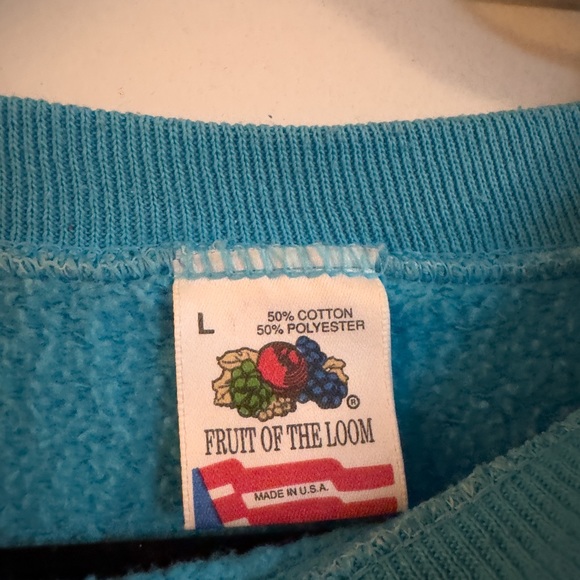 L
50% COTTON
50% POLYESTER
®
FRUIT OF THE LOOM
MADE IN U.S.A.